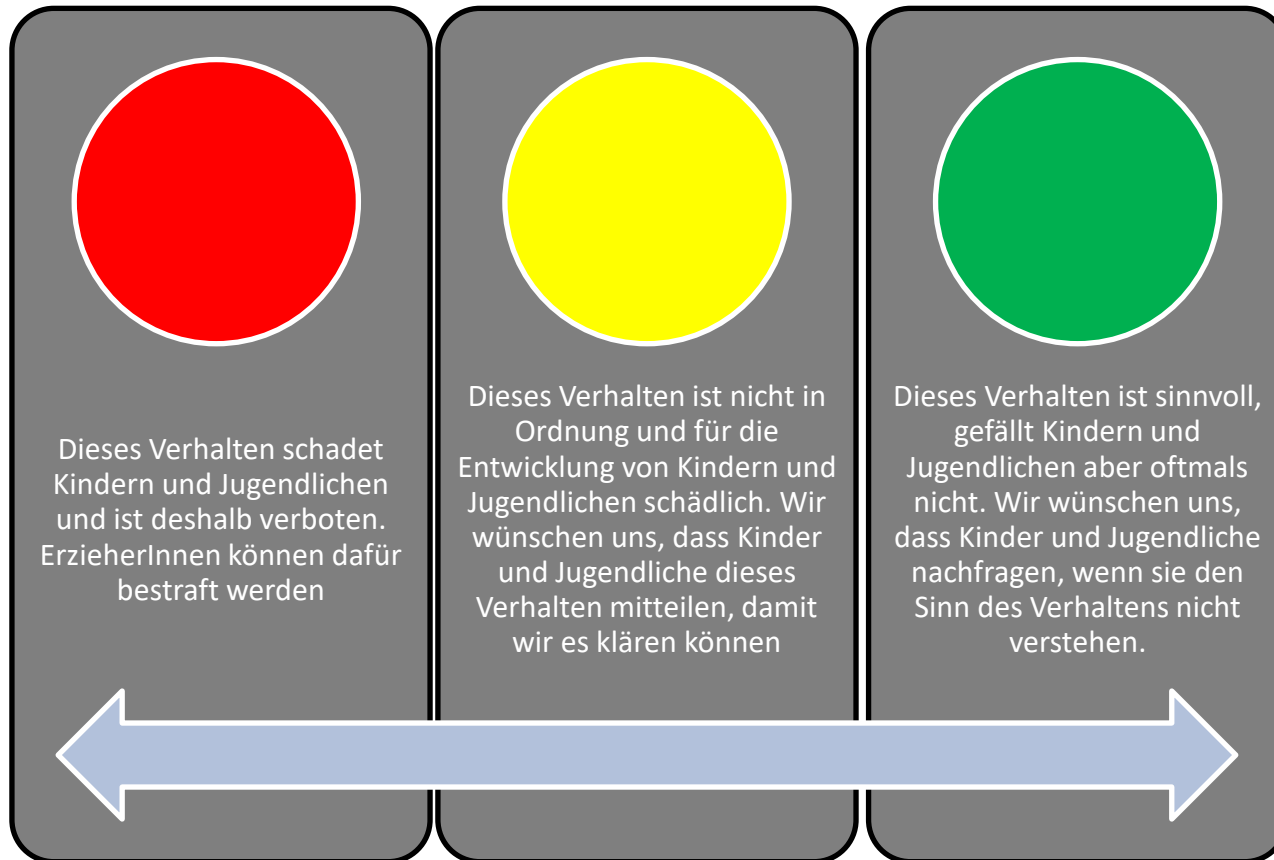 Dieses Verhalten schadet
Kindern und Jugendlichen
und ist deshalb verboten.
ErzieherInnen können dafür
bestraft werden
Dieses Verhalten ist nicht in
Ordnung und für die
Entwicklung von Kindern und
Jugendlichen schädlich. Wir
wünschen uns, dass Kinder
und Jugendliche dieses
Verhalten mitteilen, damit
wir es klären können
Dieses Verhalten ist sinnvoll,
gefällt Kindern und
Jugendlichen aber oftmals
nicht. Wir wünschen uns,
dass Kinder und Jugendliche
nachfragen, wenn sie den
Sinn des Verhaltens nicht
verstehen.